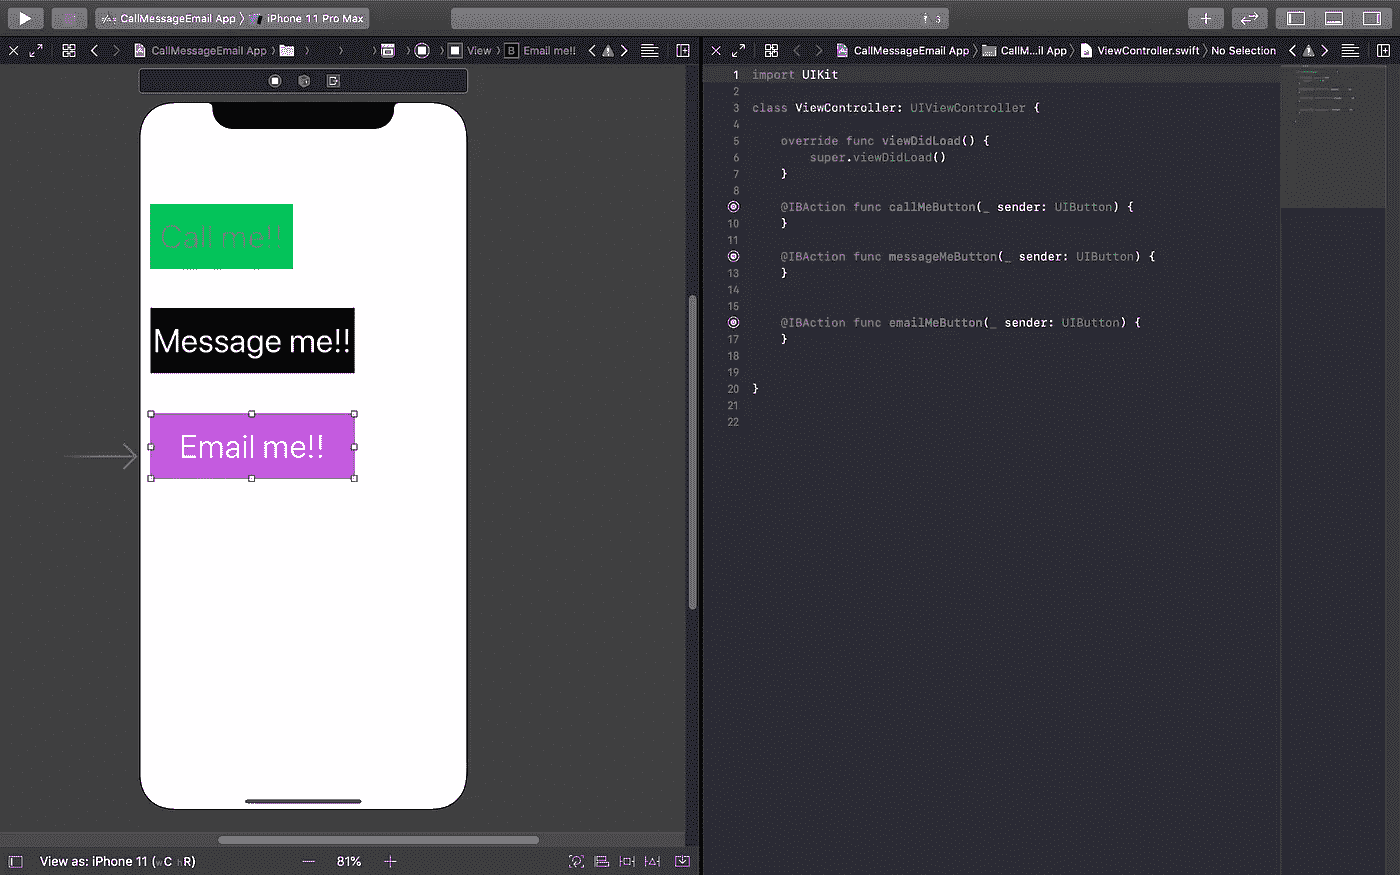 CallMessageEmail App 〉 iPhone 11 Pro Max
3
CallMessageEmail App 〉 〉 〉 〉 〉 View 〉 B Email me!!
CallMessageEmail App 〉 CallM...il App 〉 ViewController.swift 〉 No Selection
Call me!!
Message me!!
Email me!!
View as: iPhone 11 (wC hR)
— 81% +
1 import UIKit
2
3 class ViewController: UIViewController {
4
5 override func viewDidLoad() {
6 super.viewDidLoad()
7 }
8
@IBAction func callMeButton(_ sender: UIButton) {
10 }
11
@IBAction func messageMeButton(_ sender: UIButton) {
13 }
14
15
@IBAction func emailMeButton(_ sender: UIButton) {
17 }
18
19
20 }
21
22